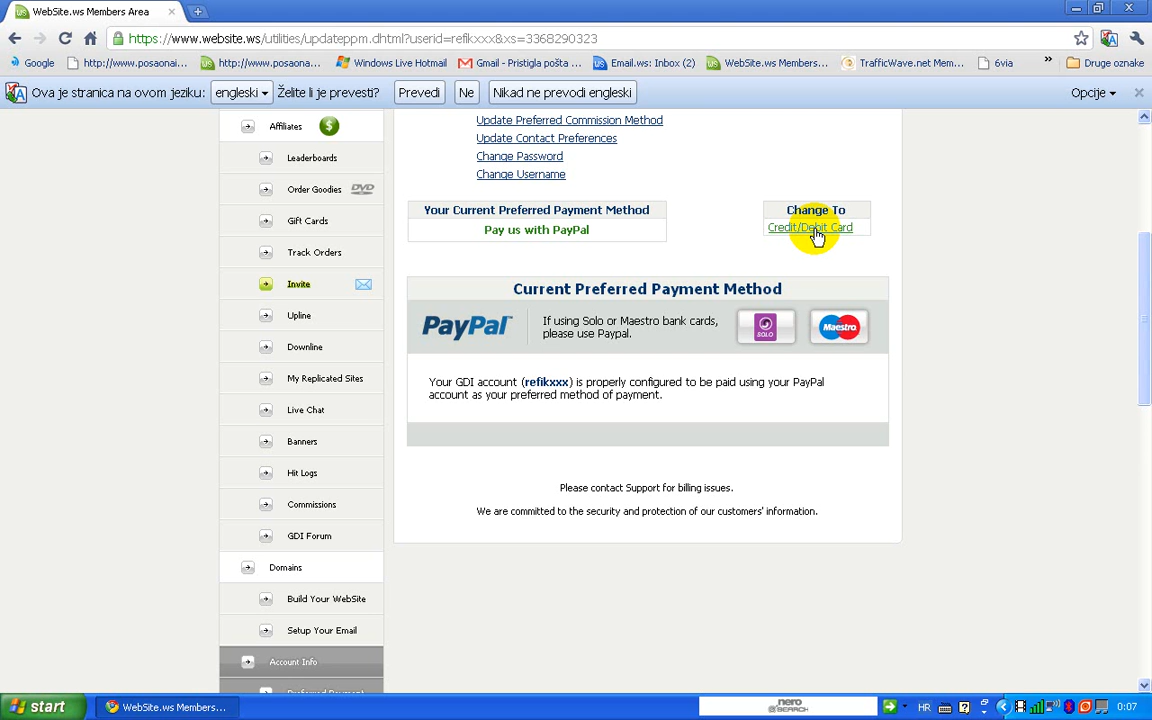 WebSite.ws Members Area
https://www.website.ws/utilities/updateppm.dhtml?userid=refikxxx&xs=3368290323
Google
http://www.posaonai...
http://www.posaona...
Windows Live Hotmail
Gmail - Pristigla pošta ...
Email.ws: Inbox (2)
WebSite.ws Members...
TrafficWave.net Mem...
6via
»
Druge oznake
Ova je stranica na ovom jeziku:
engleski
Želite li je prevesti?
Prevedi
Ne
Nikad ne prevodi engleski
Opcije
Affiliates
$
Leaderboards
Order Goodies
DVD
Gift Cards
Track Orders
Invite
Upline
Downline
My Replicated Sites
Live Chat
Banners
Hit Logs
Commissions
GDI Forum
Domains
Build Your WebSite
Setup Your Email
Account Info
Preferred Payment
Update Preferred Commission Method
Update Contact Preferences
Change Password
Change Username
Your Current Preferred Payment Method
Pay us with PayPal
Change To
Credit/Debit Card
Current Preferred Payment Method
PayPal
If using Solo or Maestro bank cards,
please use Paypal.
SOLO
Maestro
Your GDI account (refikxxx) is properly configured to be paid using your PayPal
account as your preferred method of payment.
Please contact Support for billing issues.
We are committed to the security and protection of our customers' information.
start
WebSite.ws Members...
nero
SEARCH
HR
0:07